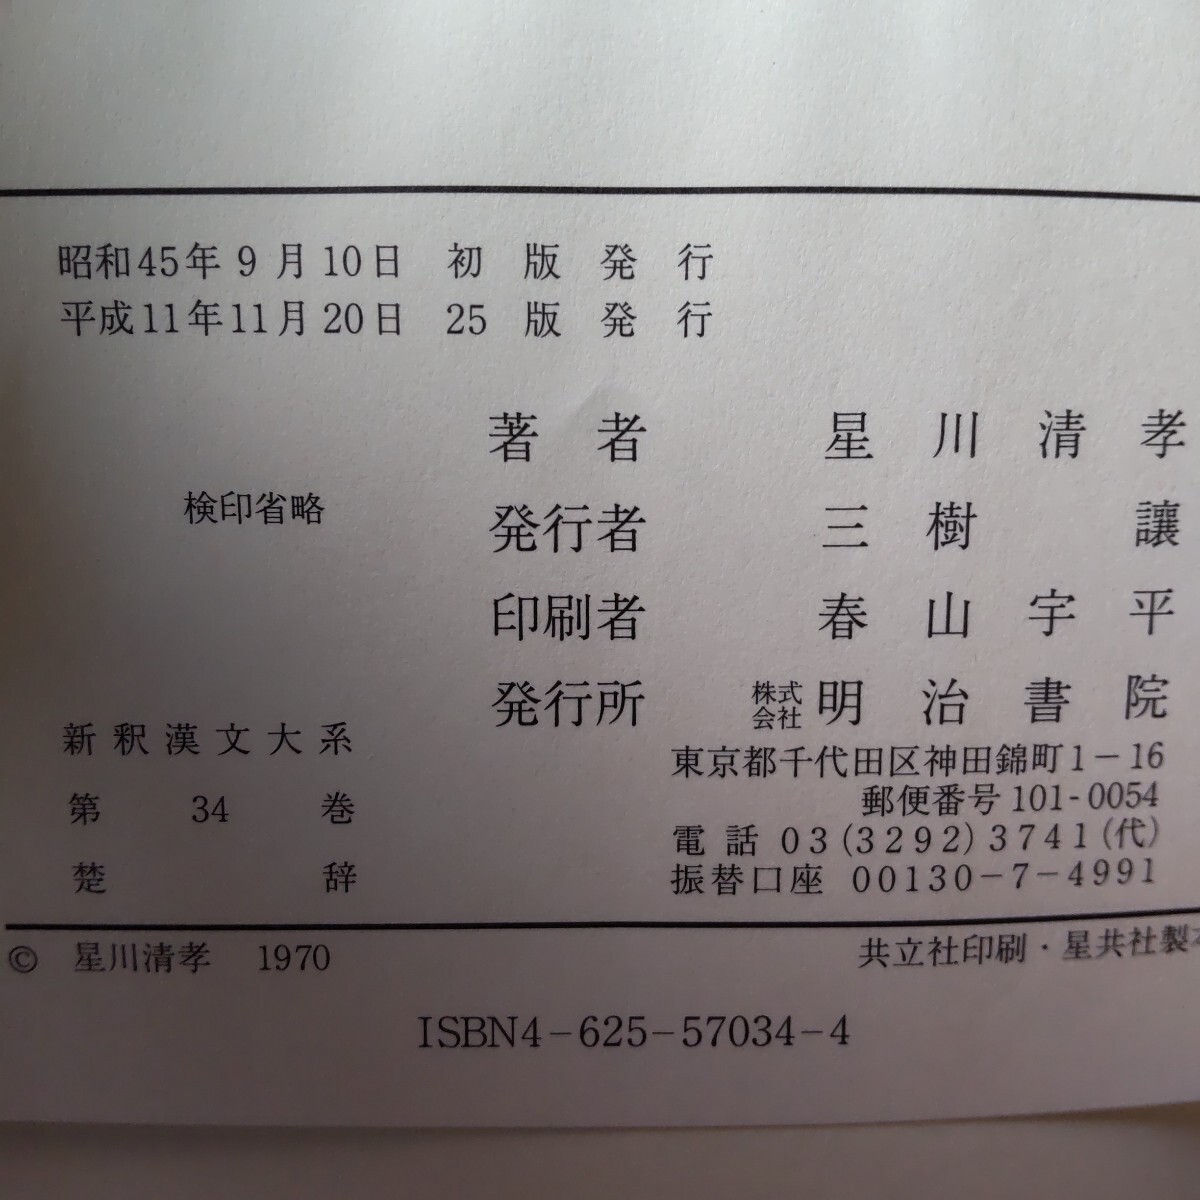 昭和45年9月10日 初版発行
平成11年11月20日 25版発行
著者 星川清孝
検印省略
発行者 三樹 讓
印刷者 春山宇平
発行所 株式会社 明治書院
新釈漢文大系
第34巻
楚辞
東京都千代田区神田錦町1-16
郵便番号101-0054
電話 03(3292)3741(代)
振替口座 00130-7-4991
© 星川清孝 1970
共立社印刷・星共社製本
ISBN4-625-57034-4